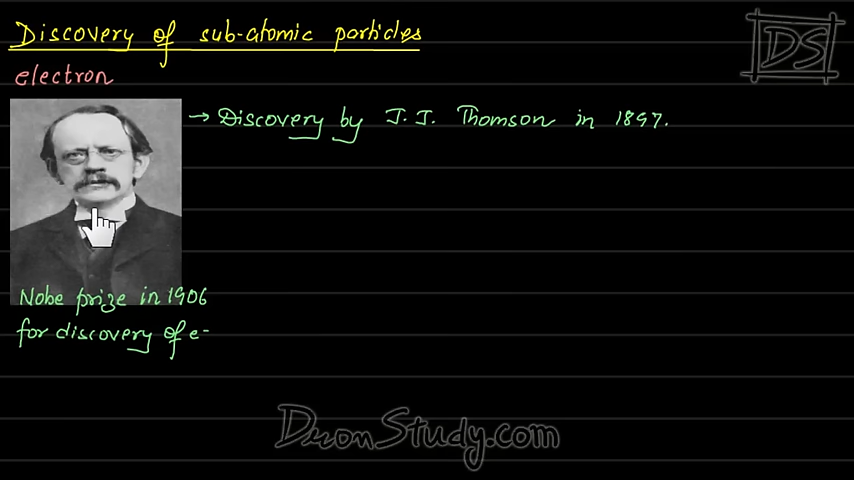 Discovery of sub-atomic particles
DS
electron
→ Discovery by J.J. Thomson in 1897.
Nobe prize in 1906
for discovery of e-
DronStudy.com